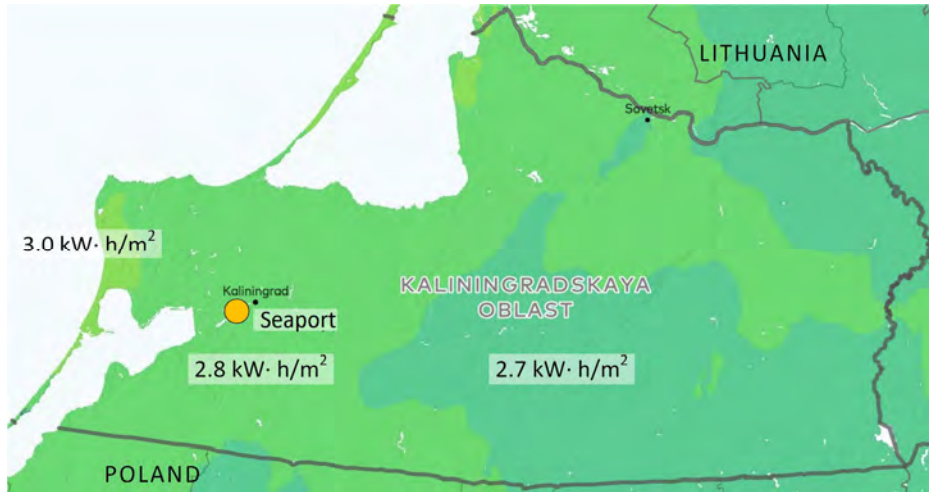 LITHUANIA
Sovetsk
3.0 kW· h/m²
Kaliningrad
KALININGRADSKAYA
OBLAST
Seaport
2.8 kW· h/m²
2.7 kW· h/m²
POLAND